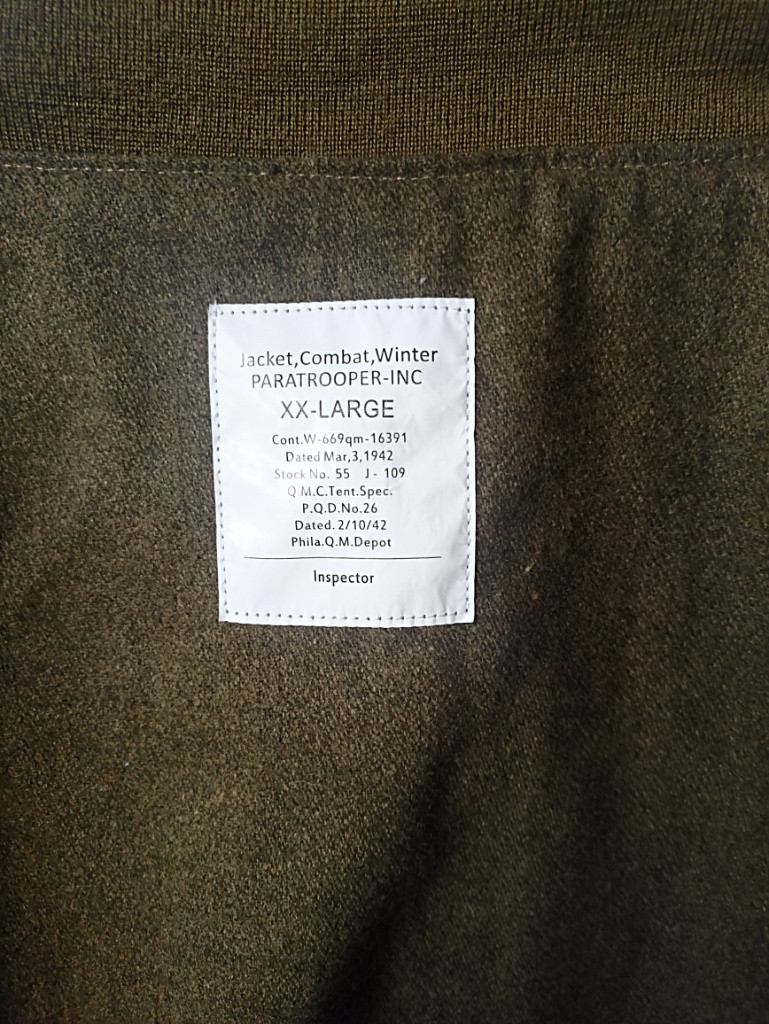 Jacket,Combat,Winter
PARATROOPER-INC
XX-LARGE
Cont.W-669qm-16391
Dated Mar,3,1942
Stock No. 55 J- 109
Q.M.C.Tent.Spec.
P.Q.D.No.26
Dated. 2/10/42
Phila.Q.M.Depot
Inspector